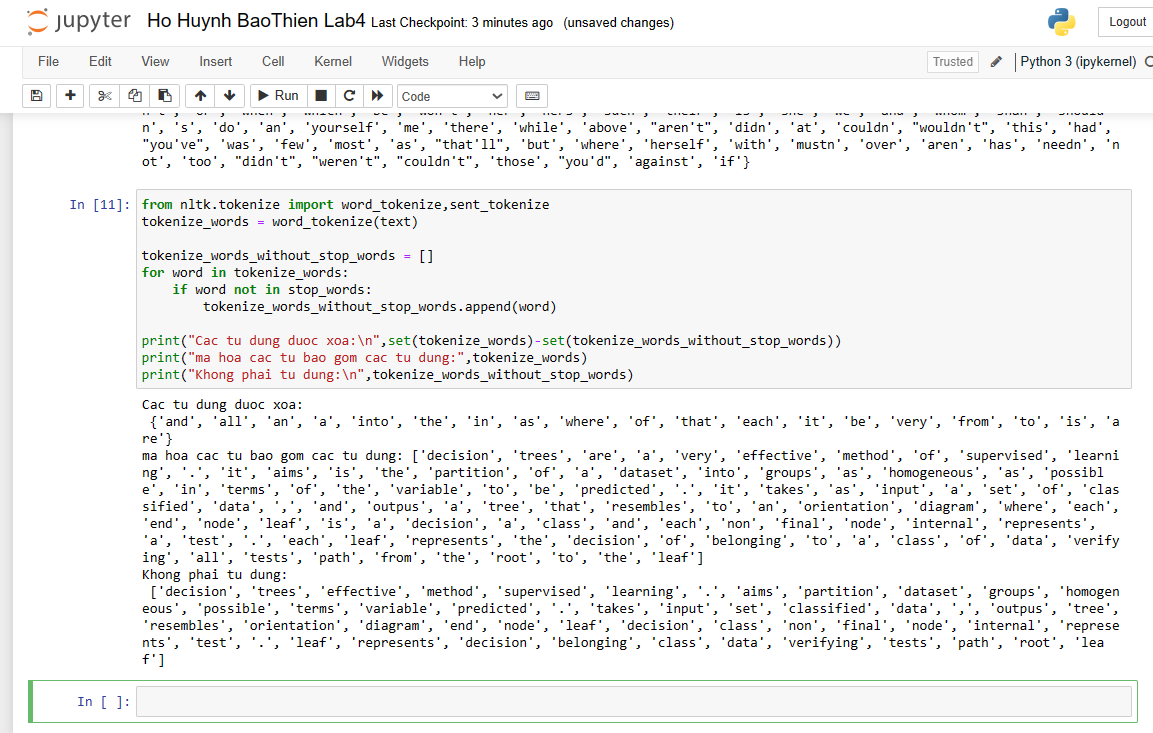 jupyter Ho Huynh BaoThien Lab4 Last Checkpoint: 3 minutes ago (unsaved changes)
Logout
File Edit View Insert Cell Kernel Widgets Help
Trusted Python 3 (ipykernel)
Run Code
n', 's', 'do', 'an', 'yourself', 'me', 'there', 'while', 'above', "aren't", 'didn', 'at', 'couldn', "wouldn't", 'this', 'had',
"you've", 'was', 'few', 'most', 'as', "that'll", 'but', 'where', 'herself', 'with', 'mustn', 'over', 'aren', 'has', 'needn', 'n
ot', 'too', "didn't", "weren't", "couldn't", 'those', "you'd", 'against', 'if'}
In [11]:
from nltk.tokenize import word_tokenize,sent_tokenize
tokenize_words = word_tokenize(text)
tokenize_words_without_stop_words = []
for word in tokenize_words:
    if word not in stop_words:
        tokenize_words_without_stop_words.append(word)
print("Cac tu dung duoc xoa:\n",set(tokenize_words)-set(tokenize_words_without_stop_words))
print("ma hoa cac tu bao gom cac tu dung:",tokenize_words)
print("Khong phai tu dung:\n",tokenize_words_without_stop_words)
Cac tu dung duoc xoa:
 {'and', 'all', 'an', 'a', 'into', 'the', 'in', 'as', 'where', 'of', 'that', 'each', 'it', 'be', 'very', 'from', 'to', 'is', 'a
re'}
ma hoa cac tu bao gom cac tu dung: ['decision', 'trees', 'are', 'a', 'very', 'effective', 'method', 'of', 'supervised', 'learni
ng', '.', 'it', 'aims', 'is', 'the', 'partition', 'of', 'a', 'dataset', 'into', 'groups', 'as', 'homogeneous', 'as', 'possibl
e', 'in', 'terms', 'of', 'the', 'variable', 'to', 'be', 'predicted', '.', 'it', 'takes', 'as', 'input', 'a', 'set', 'of', 'clas
sified', 'data', ',', 'and', 'outpus', 'a', 'tree', 'that', 'resembles', 'to', 'an', 'orientation', 'diagram', 'where', 'each',
'end', 'node', 'leaf', 'is', 'a', 'decision', 'a', 'class', 'and', 'each', 'non', 'final', 'node', 'internal', 'represents',
'a', 'test', '.', 'each', 'leaf', 'represents', 'the', 'decision', 'of', 'belonging', 'to', 'a', 'class', 'of', 'data', 'verify
ing', 'all', 'tests', 'path', 'from', 'the', 'root', 'to', 'the', 'leaf']
Khong phai tu dung:
 ['decision', 'trees', 'effective', 'method', 'supervised', 'learning', '.', 'aims', 'partition', 'dataset', 'groups', 'homogen
eous', 'possible', 'terms', 'variable', 'predicted', '.', 'takes', 'input', 'set', 'classified', 'data', ',', 'outpus', 'tree',
'resembles', 'orientation', 'diagram', 'end', 'node', 'leaf', 'decision', 'class', 'non', 'final', 'node', 'internal', 'represe
nts', 'test', '.', 'leaf', 'represents', 'decision', 'belonging', 'class', 'data', 'verifying', 'tests', 'path', 'root', 'lea
f']
In [ ]: